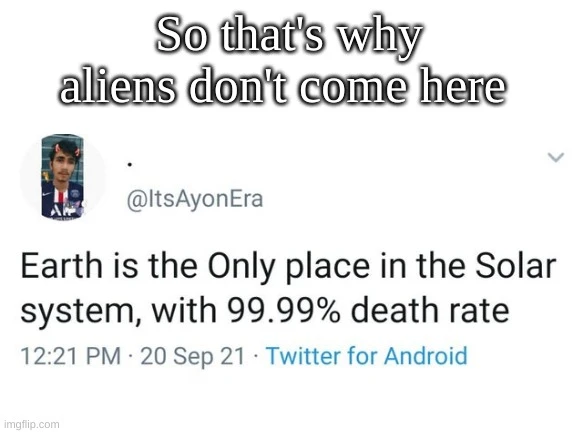 So that's why
aliens don't come here
.
@ItsAyonEra
Earth is the Only place in the Solar
system, with 99.99% death rate
12:21 PM · 20 Sep 21 · Twitter for Android
imgflip.com